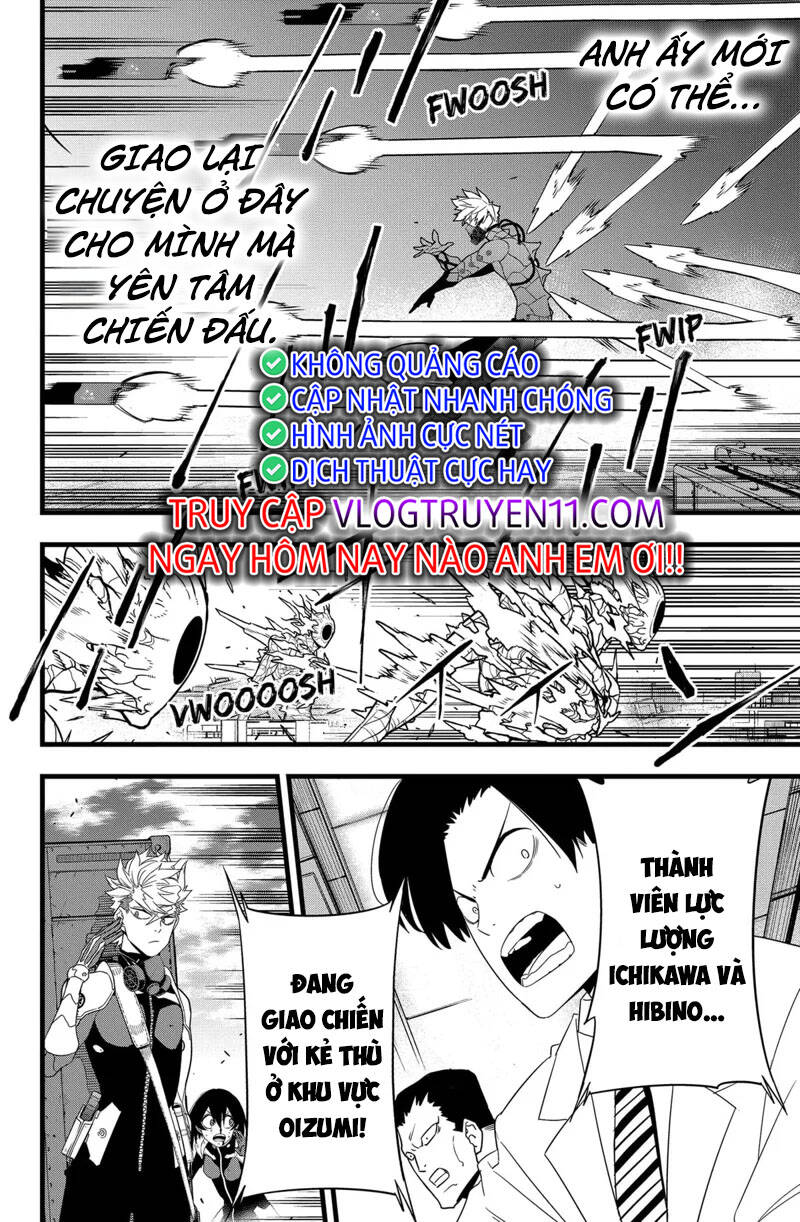 ANH ẤY MỚI
CÓ THỂ...
FWOOSH
GIAO LẠI
CHUYỆN Ở ĐÂY
CHO MÌNH MÀ
YÊN TÂM
CHIẾN ĐẤU.
FWIP
KHÔNG QUẢNG CÁO
CẬP NHẬT NHANH CHÓNG
HÌNH ẢNH CỰC NÉT
DỊCH THUẬT CỰC HAY
TRUY CẬP VLOGTRUYEN11.COM
NGAY HÔM NAY NÀO ANH EM ƠI!!
VWOOOOSH
THÀNH
VIÊN LỰC
LƯỢNG
ICHIKAWA VÀ
HIBINO...
ĐANG
GIAO CHIẾN
VỚI KẺ THÙ
Ở KHU VỰC
OIZUMI!